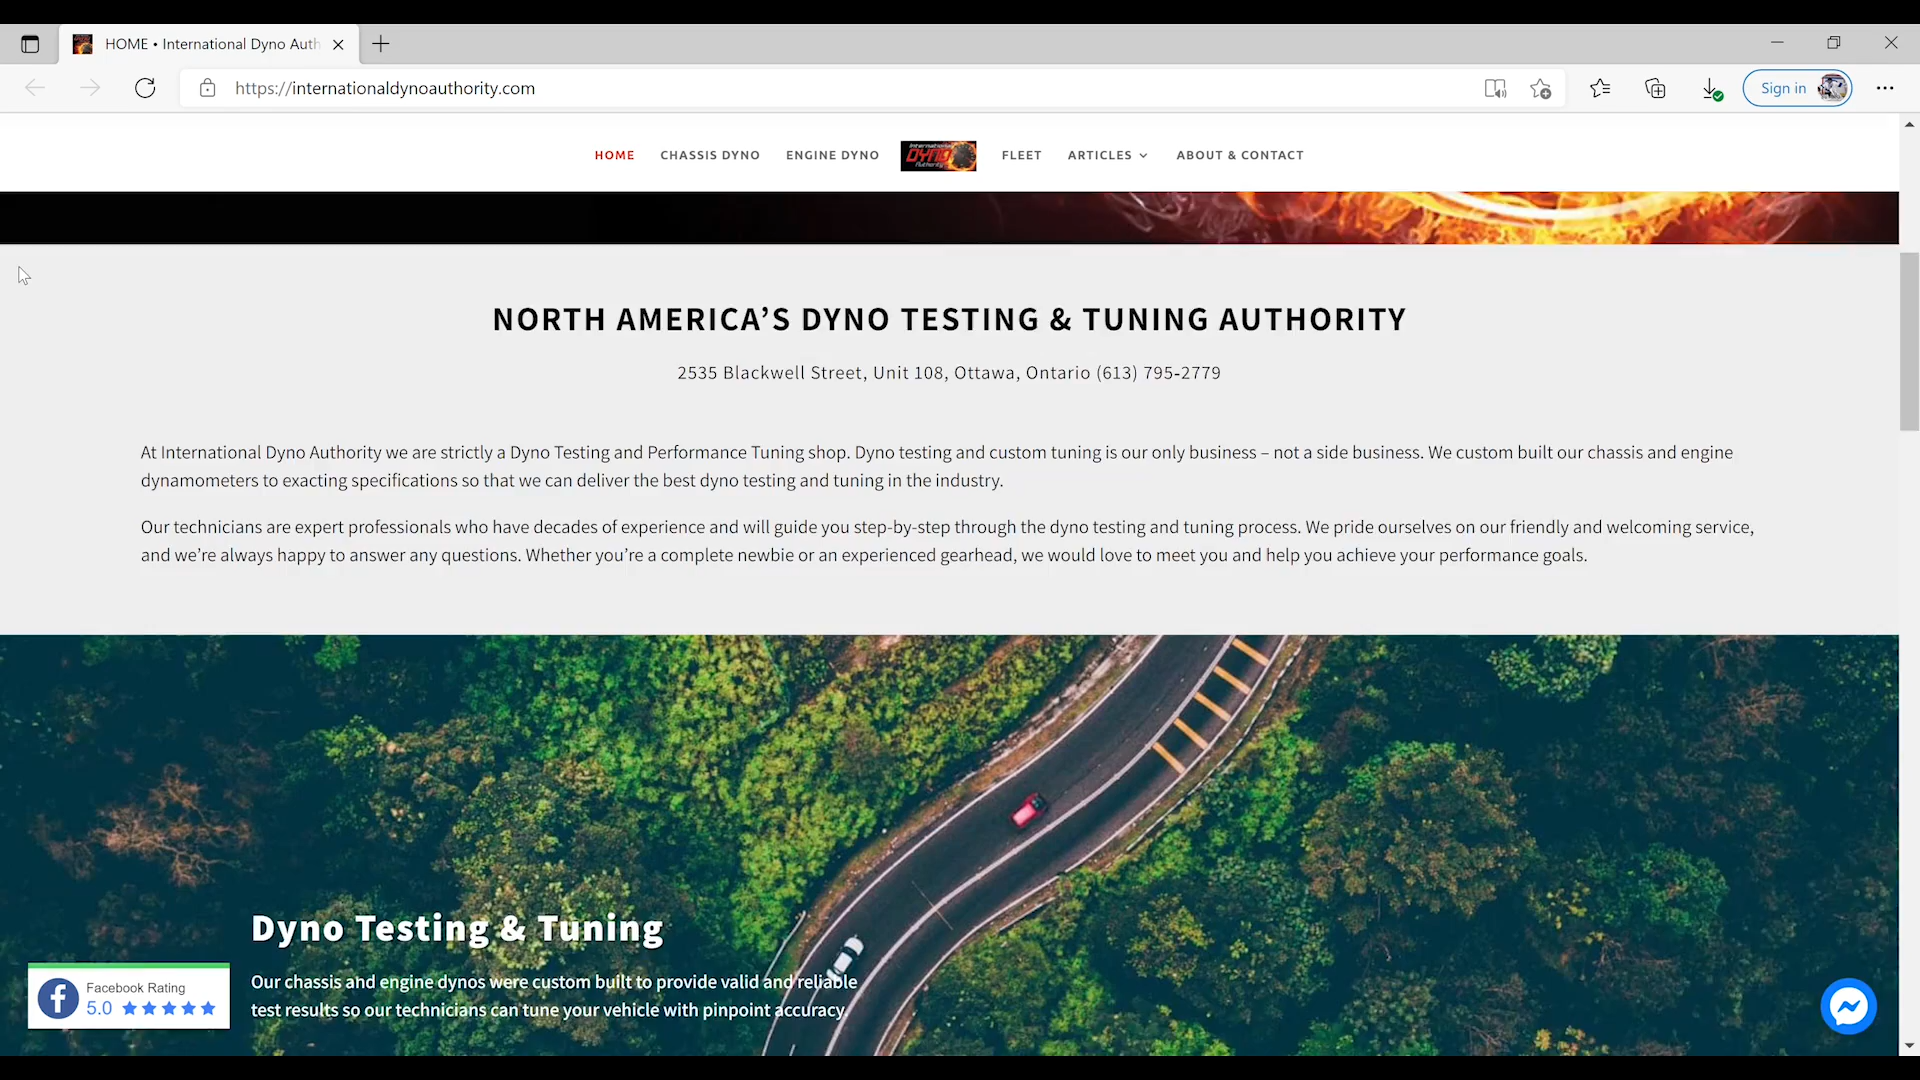 HOME • International Dyno Auth
https://internationaldynoauthority.com
Sign in
HOME CHASSIS DYNO ENGINE DYNO International DYNO Authority FLEET ARTICLES ABOUT & CONTACT
NORTH AMERICA’S DYNO TESTING & TUNING AUTHORITY
2535 Blackwell Street, Unit 108, Ottawa, Ontario (613) 795-2779
At International Dyno Authority we are strictly a Dyno Testing and Performance Tuning shop. Dyno testing and custom tuning is our only business – not a side business. We custom built our chassis and engine
dynamometers to exacting specifications so that we can deliver the best dyno testing and tuning in the industry.
Our technicians are expert professionals who have decades of experience and will guide you step-by-step through the dyno testing and tuning process. We pride ourselves on our friendly and welcoming service,
and we’re always happy to answer any questions. Whether you’re a complete newbie or an experienced gearhead, we would love to meet you and help you achieve your performance goals.
Dyno Testing & Tuning
Our chassis and engine dynos were custom built to provide valid and reliable
test results so our technicians can tune your vehicle with pinpoint accuracy.
Facebook Rating
5.0